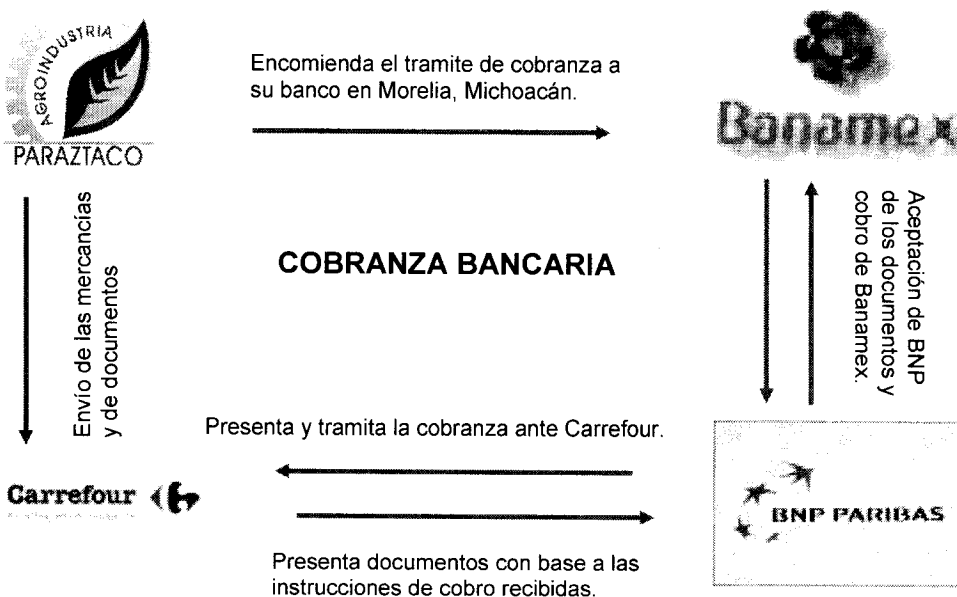 AGROINDUSTRIA
PARAZTACO
Encomienda el tramite de cobranza a
su banco en Morelia, Michoacán.
Banamex
Envío de las mercancías
y de documentos
COBRANZA BANCARIA
Aceptación de BNP
de los documentos y
cobro de Banamex.
Presenta y tramita la cobranza ante Carrefour.
Carrefour
BNP PARIBAS
Presenta documentos con base a las
instrucciones de cobro recibidas.